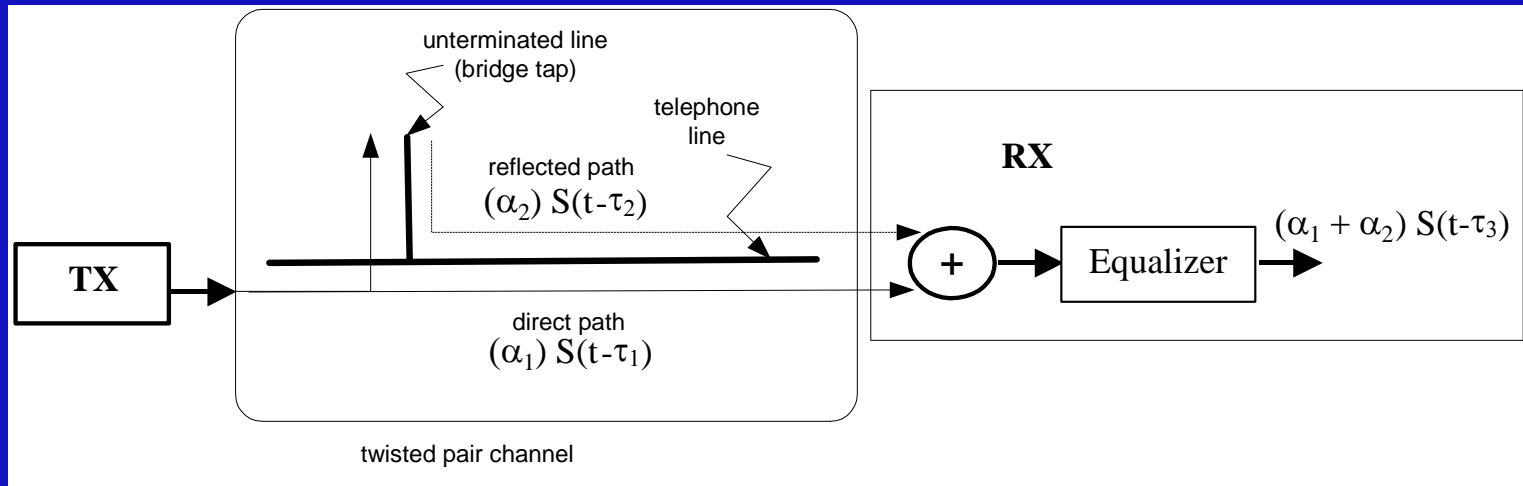 unterminated line
(bridge tap)
telephone
line
RX
reflected path
(α₂) S(t-τ₂)
(α₁ + α₂) S(t-τ₃)
TX
+
Equalizer
direct path
(α₁) S(t-τ₁)
twisted pair channel